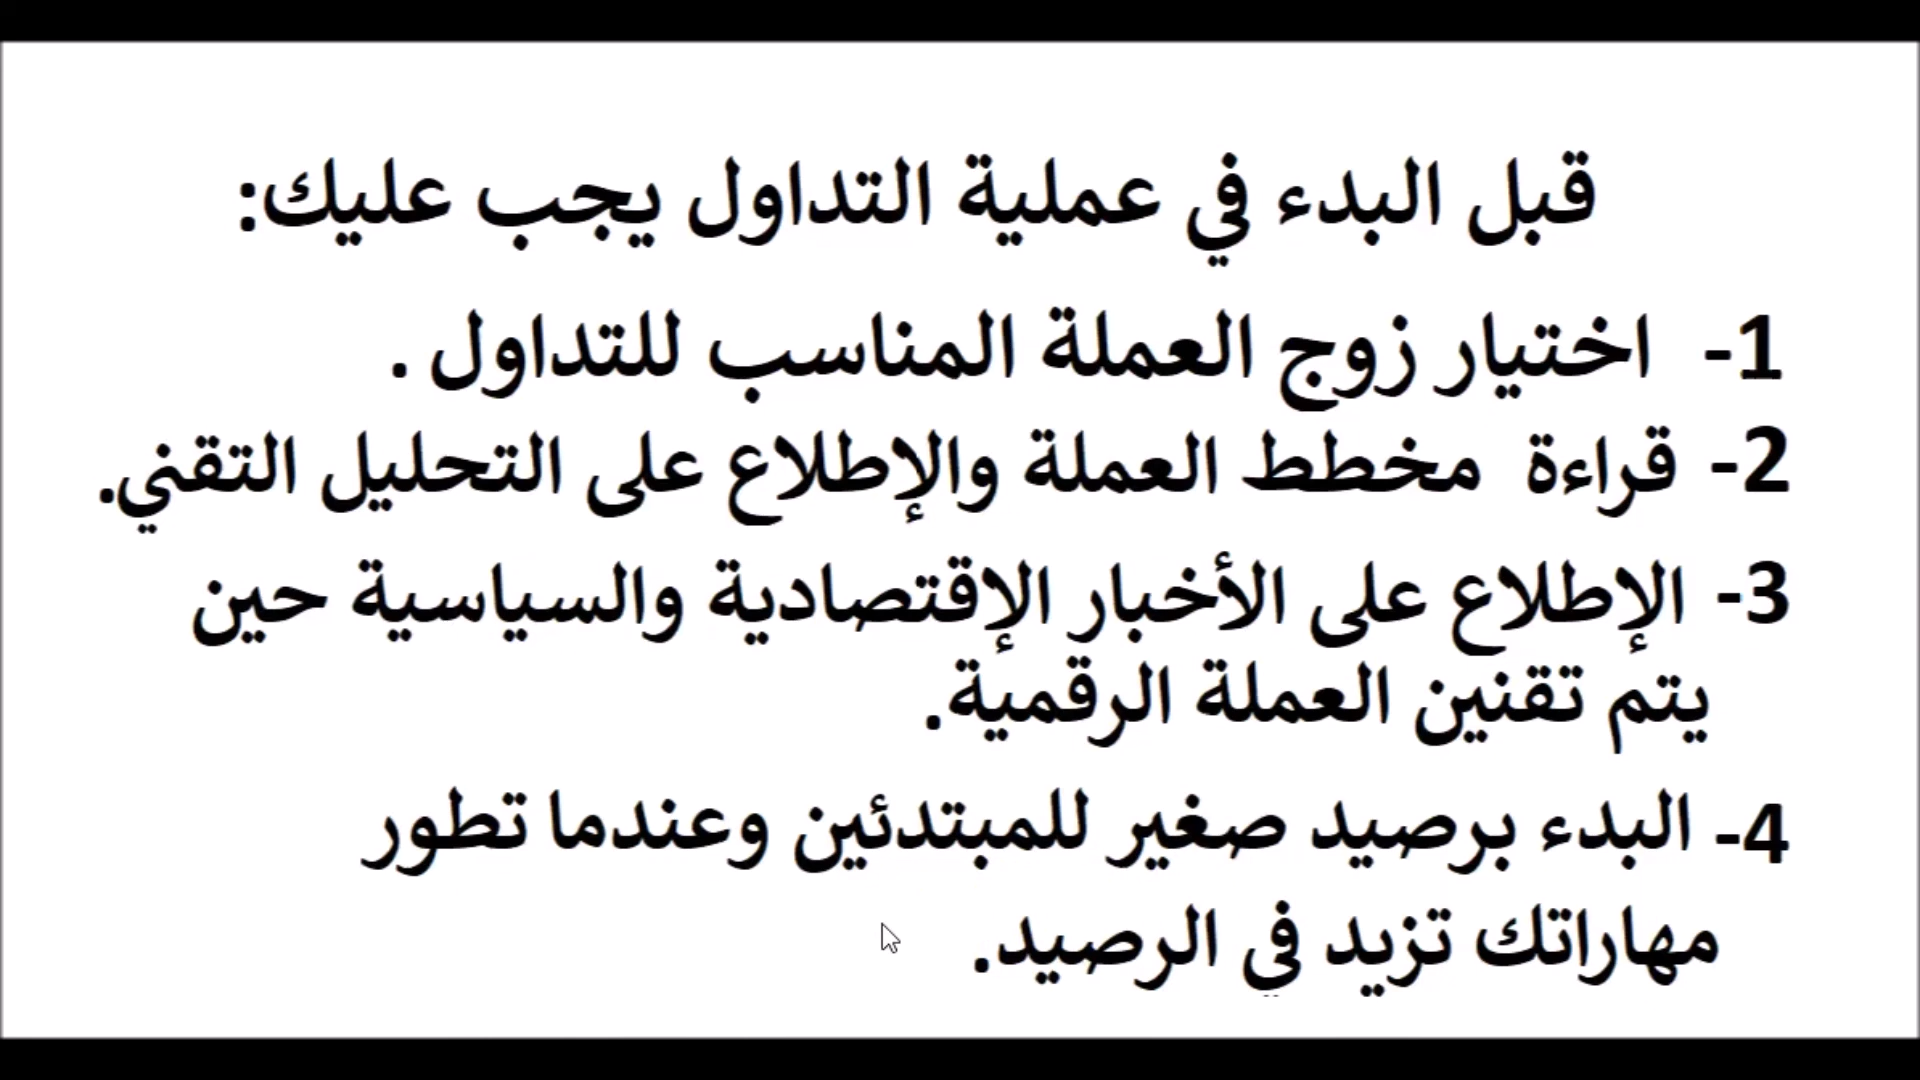 قبل البدء في عملية التداول يجب عليك:
1- اختيار زوج العملة المناسب للتداول .
2- قراءة مخطط العملة والإطلاع على التحليل التقني.
3- الإطلاع على الأخبار الإقتصادية والسياسية حين
يتم تقنين العملة الرقمية.
4- البدء برصيد صغير للمبتدئين وعندما تطور
مهاراتك تزيد في الرصيد.